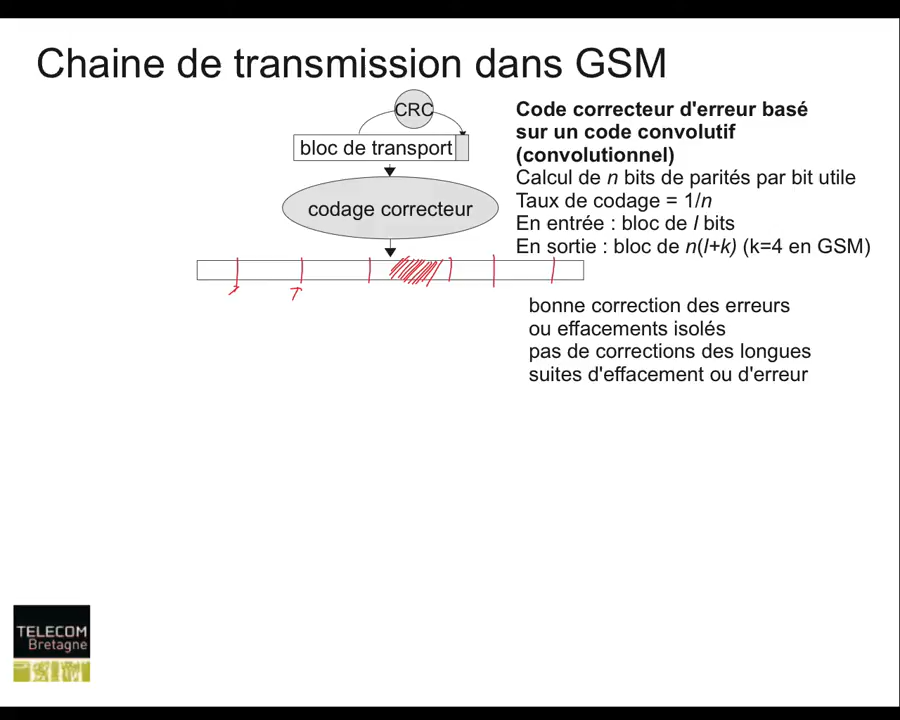 Chaine de transmission dans GSM
CRC
bloc de transport
codage correcteur
Code correcteur d'erreur basé
sur un code convolutif
(convolutionnel)
Calcul de n bits de parités par bit utile
Taux de codage = 1/n
En entrée : bloc de l bits
En sortie : bloc de n(l+k) (k=4 en GSM)
bonne correction des erreurs
ou effacements isolés
pas de corrections des longues
suites d'effacement ou d'erreur
TELECOM
Bretagne